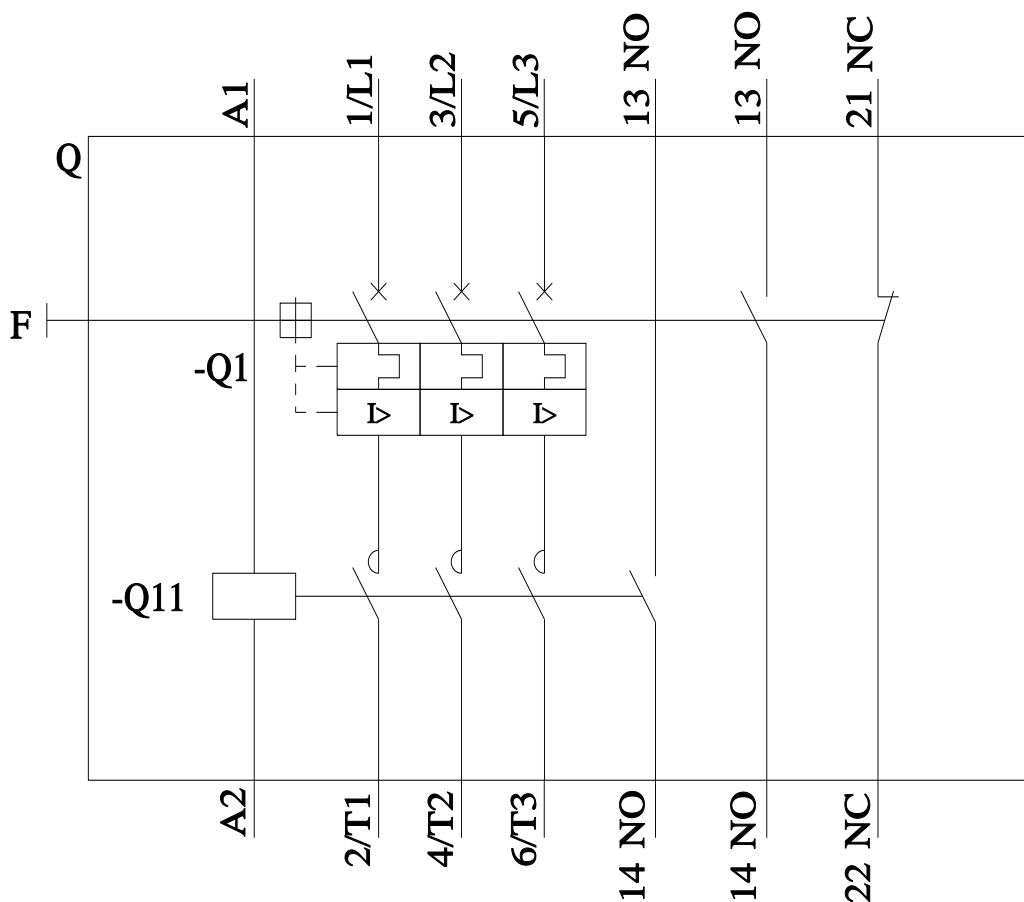 A1
1/L1
3/L2
5/L3
13 NO
13 NO
21 NC
Q
F
-Q1
I>
I>
I>
-Q11
A2
2/T1
4/T2
6/T3
14 NO
14 NO
22 NC